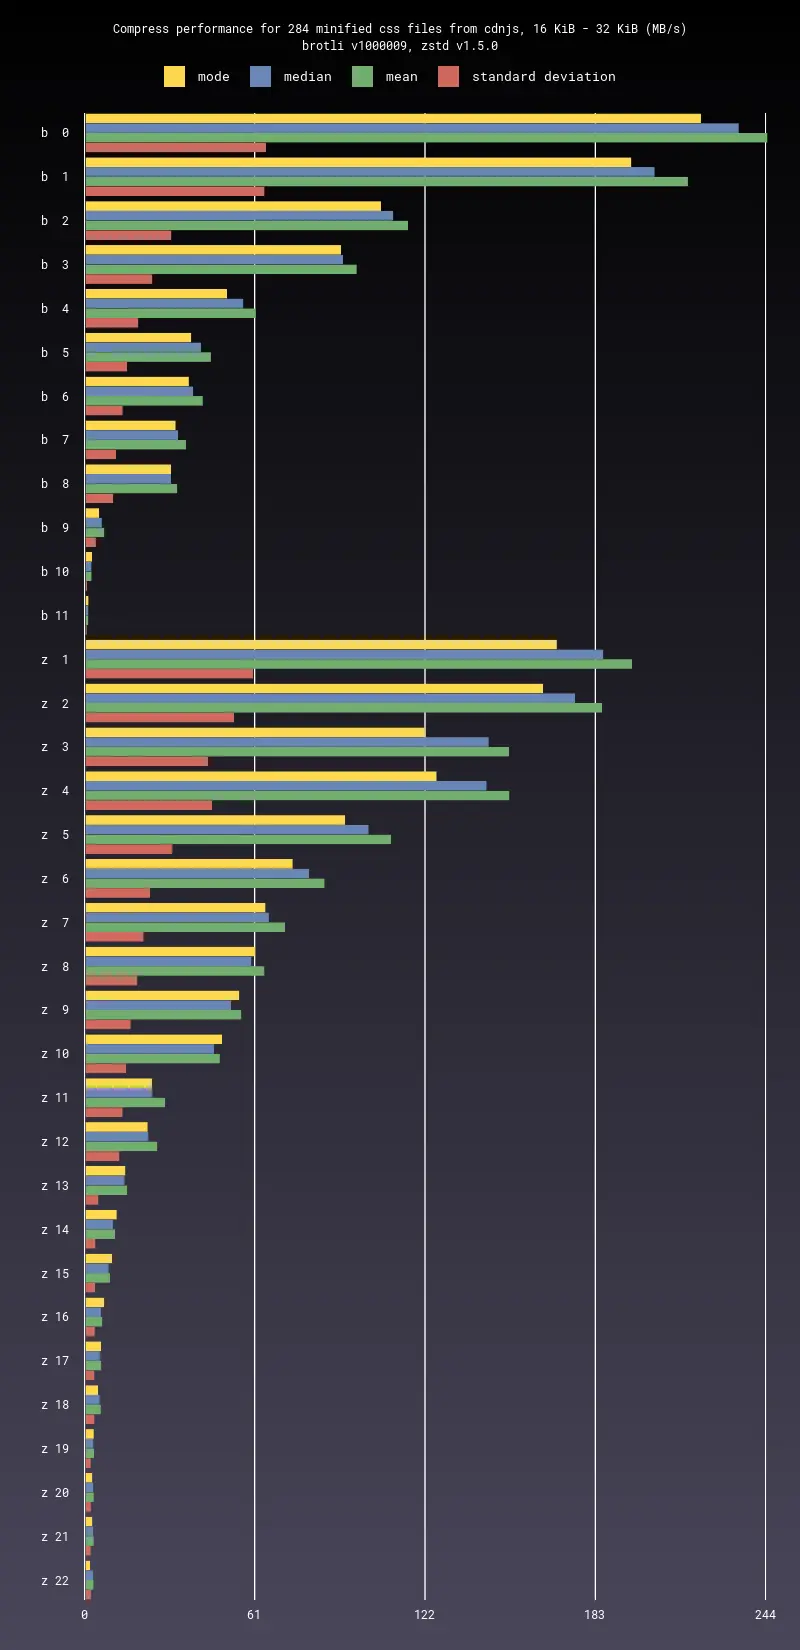 Compress performance for 284 minified css files from cdnjs, 16 KiB - 32 KiB (MB/s)
brotli v1000009, zstd v1.5.0
mode median mean standard deviation
b 0
b 1
b 2
b 3
b 4
b 5
b 6
b 7
b 8
b 9
b 10
b 11
z 1
z 2
z 3
z 4
z 5
z 6
z 7
z 8
z 9
z 10
z 11
z 12
z 13
z 14
z 15
z 16
z 17
z 18
z 19
z 20
z 21
z 22
0 61 122 183 244